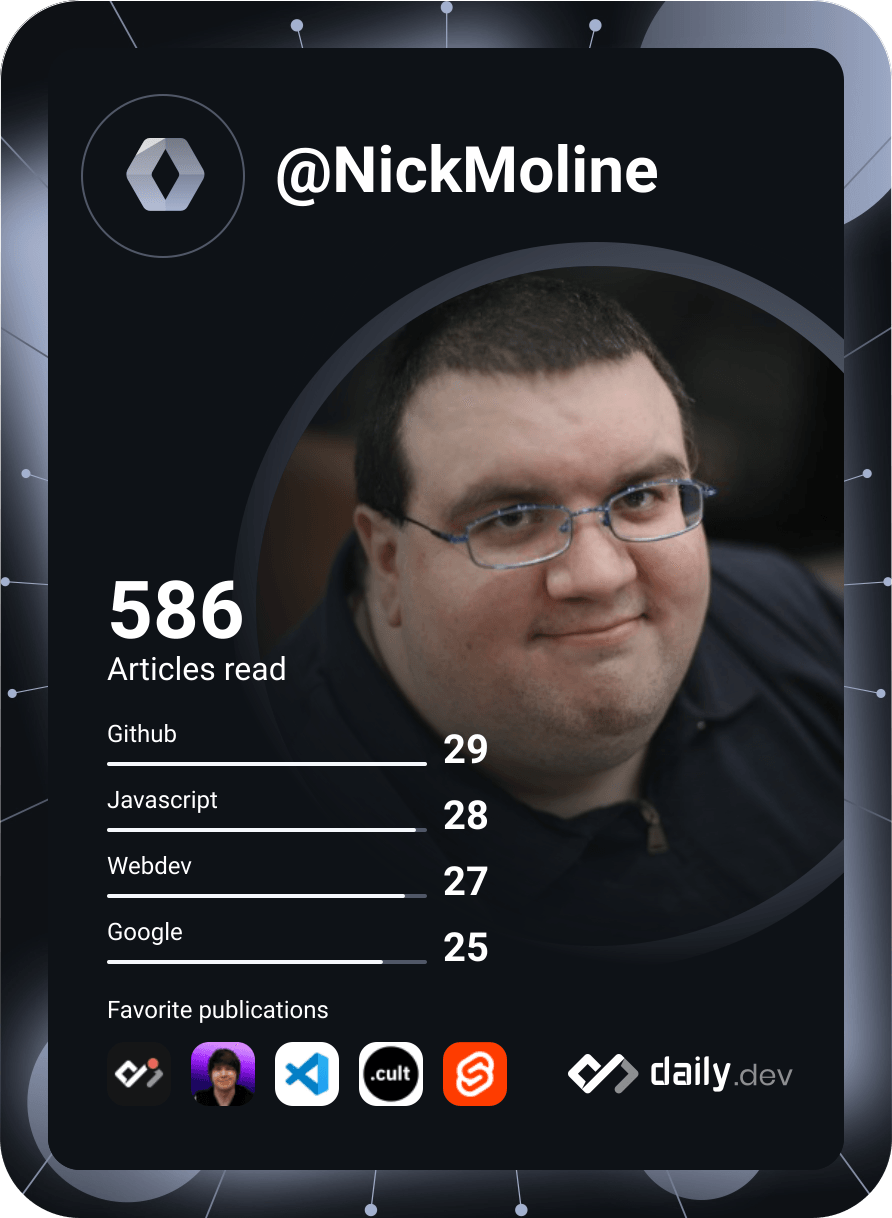 @NickMoline
586
Articles read
Github
29
Javascript
28
Webdev
27
Google
25
Favorite publications
.cult
daily.dev